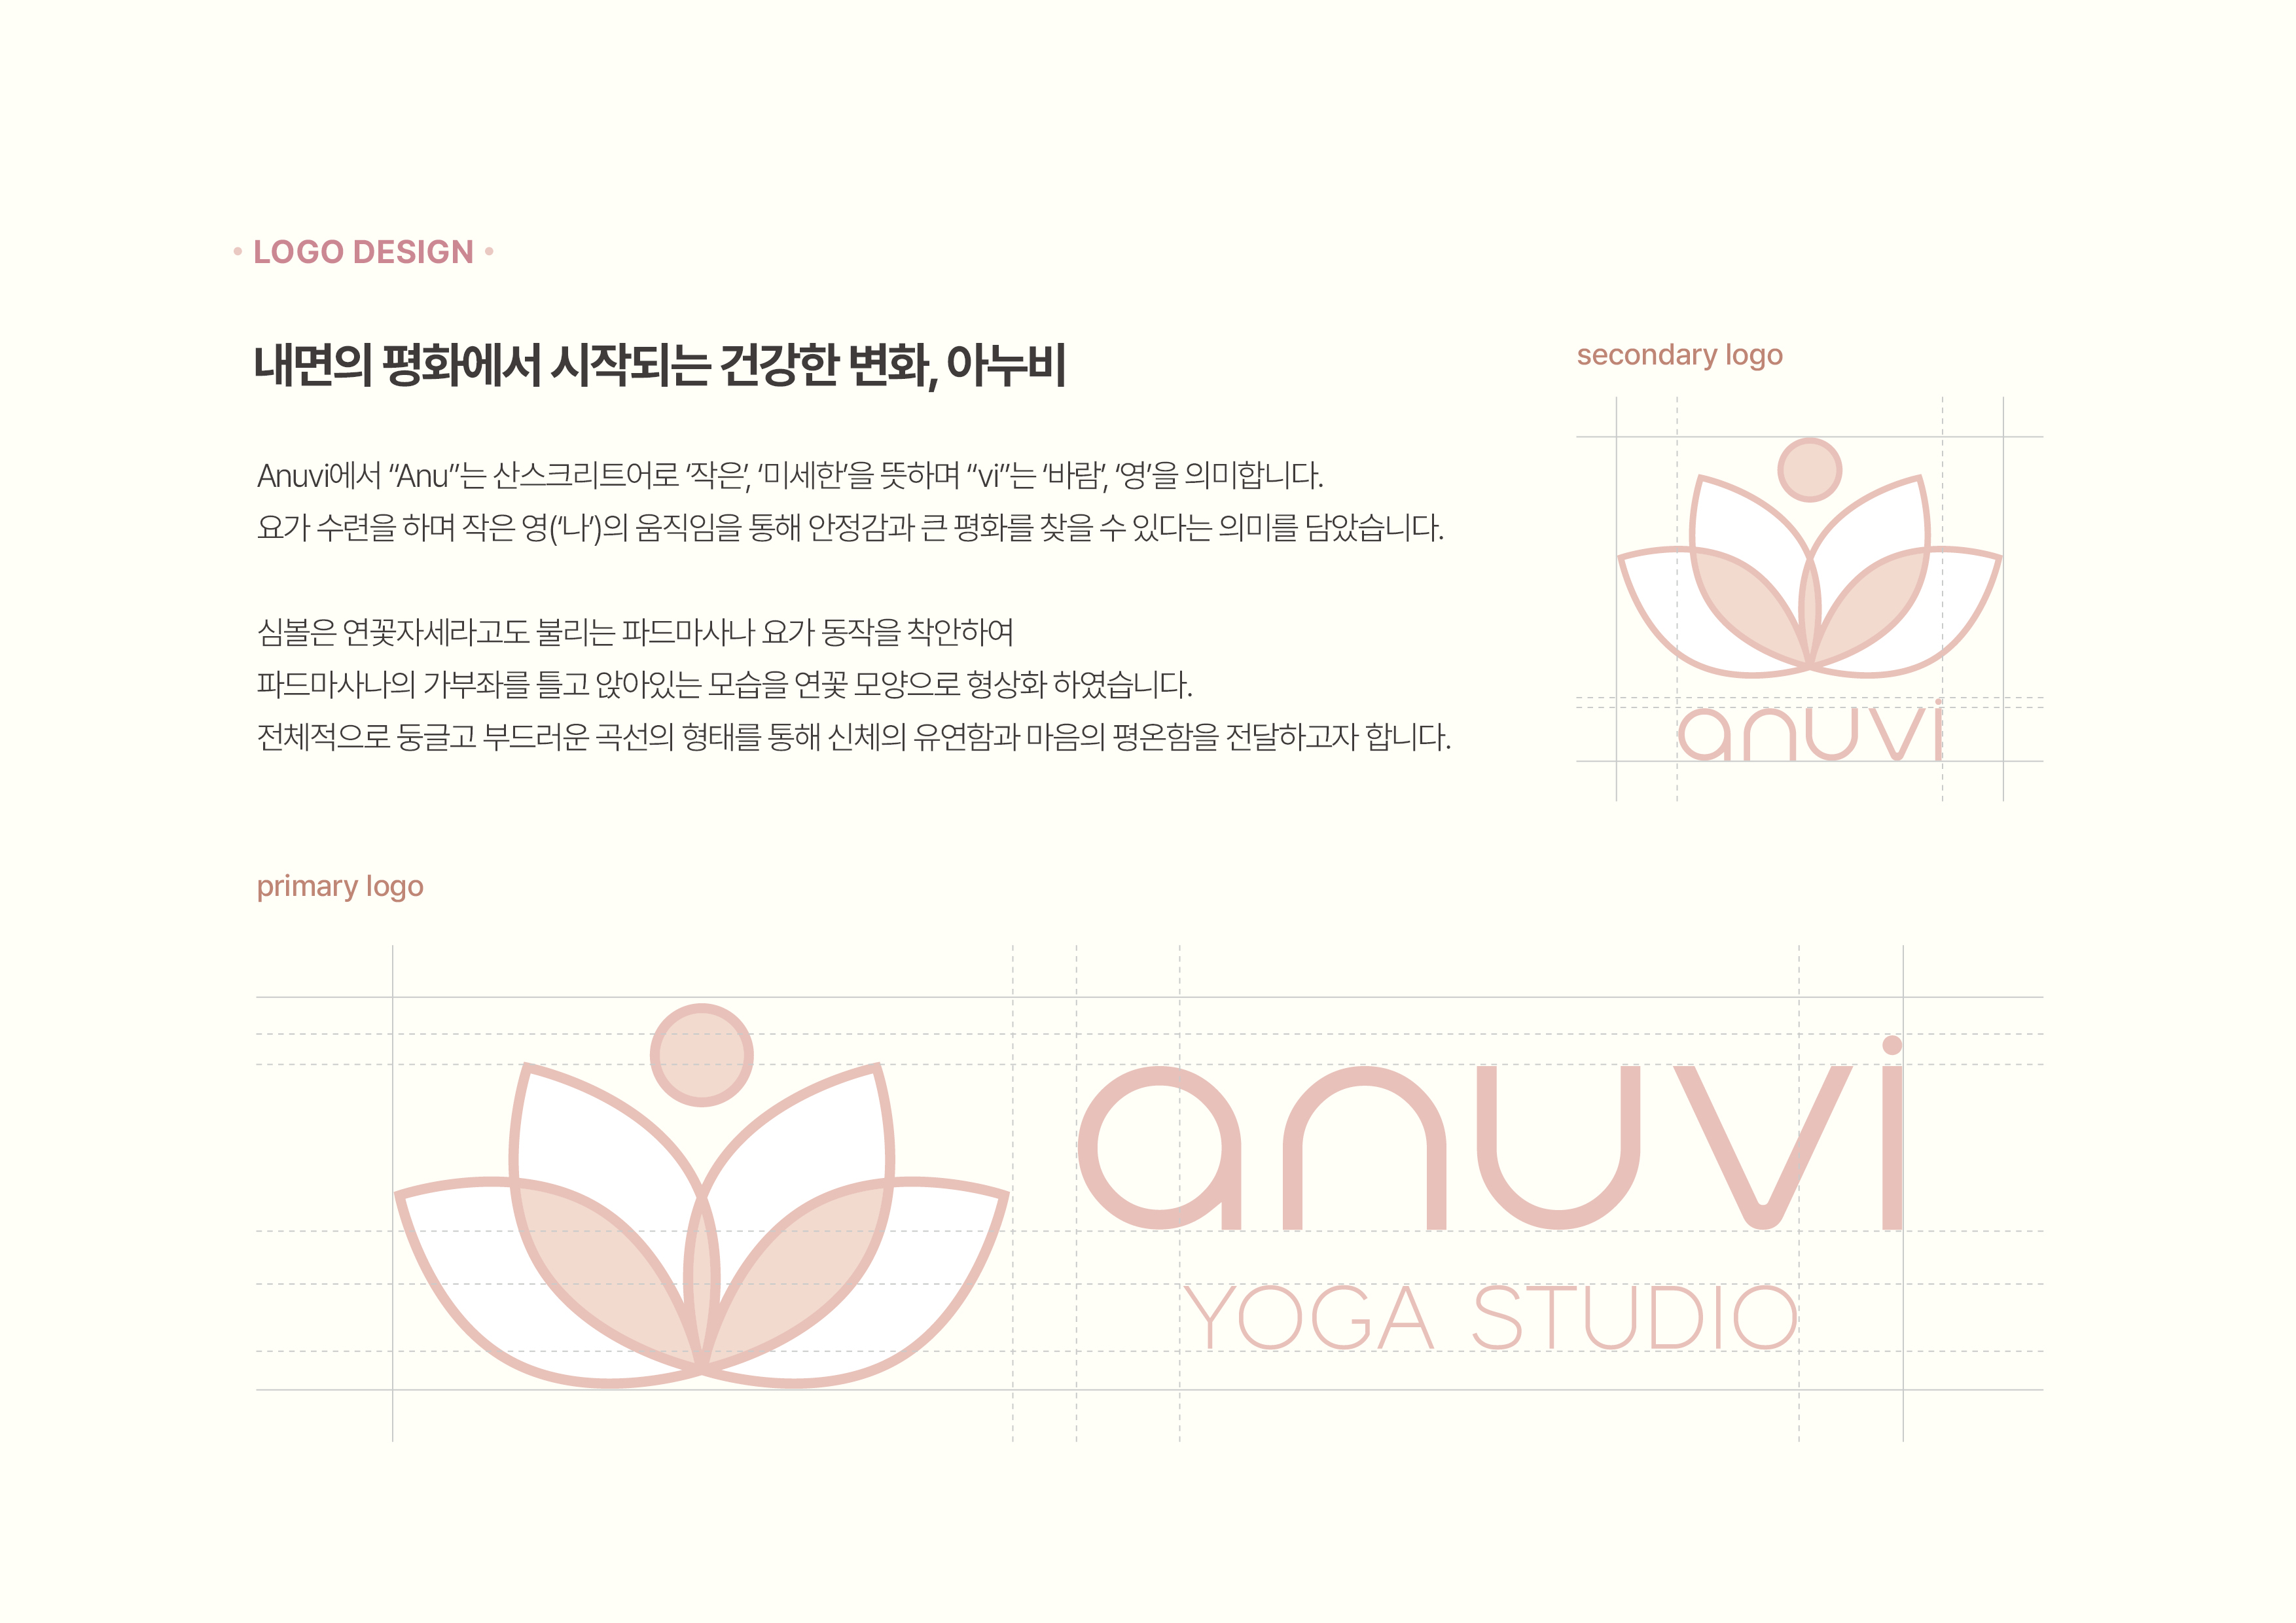 • LOGO DESIGN •
내면의 평화에서 시작되는 건강한 변화, 아누비
Anuvi에서 “Anu”는 산스크리트어로 ‘작은’, ‘미세한’을 뜻하며 “vi”는 ‘바람’, ‘영’을 의미합니다.
요가 수련을 하며 작은 영(‘나’)의 움직임을 통해 안정감과 큰 평화를 찾을 수 있다는 의미를 담았습니다.
심볼은 연꽃자세라고도 불리는 파드마사나 요가 동작을 착안하여
파드마사나의 가부좌를 틀고 앉아있는 모습을 연꽃 모양으로 형상화 하였습니다.
전체적으로 둥글고 부드러운 곡선의 형태를 통해 신체의 유연함과 마음의 평온함을 전달하고자 합니다.
secondary logo
anuvi
primary logo
anuvi
YOGA STUDIO